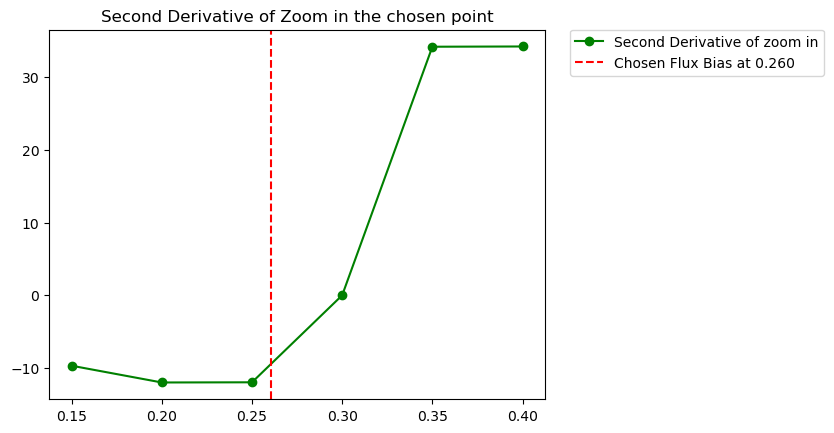 Second Derivative of Zoom in the chosen point
Second Derivative of zoom in
Chosen Flux Bias at 0.260
30
20
10
0
−10
0.15 0.20 0.25 0.30 0.35 0.40